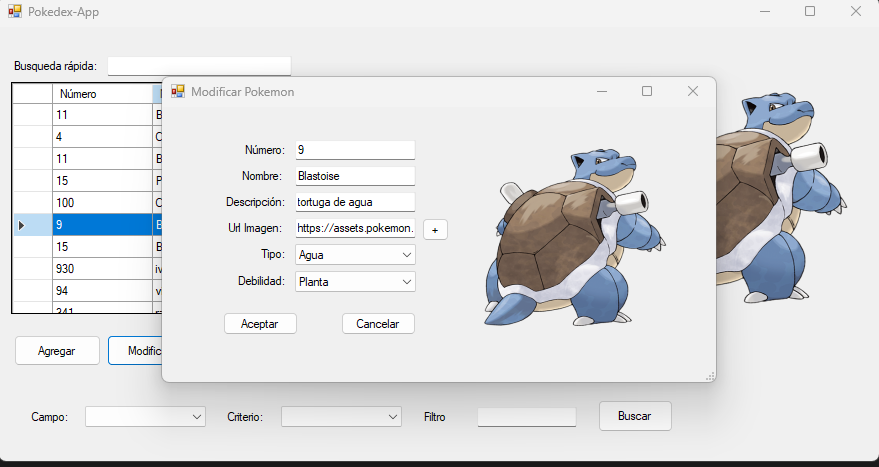 Pokedex-App
Busqueda rápida:
Número
11
4
11
15
100
9
15
930
94
341
Agregar
Modific
Modificar Pokemon
Número: 9
Nombre: Blastoise
Descripción: tortuga de agua
Url Imagen: https://assets.pokemon. +
Tipo: Agua
Debilidad: Planta
Aceptar Cancelar
Campo: Criterio: Filtro Buscar